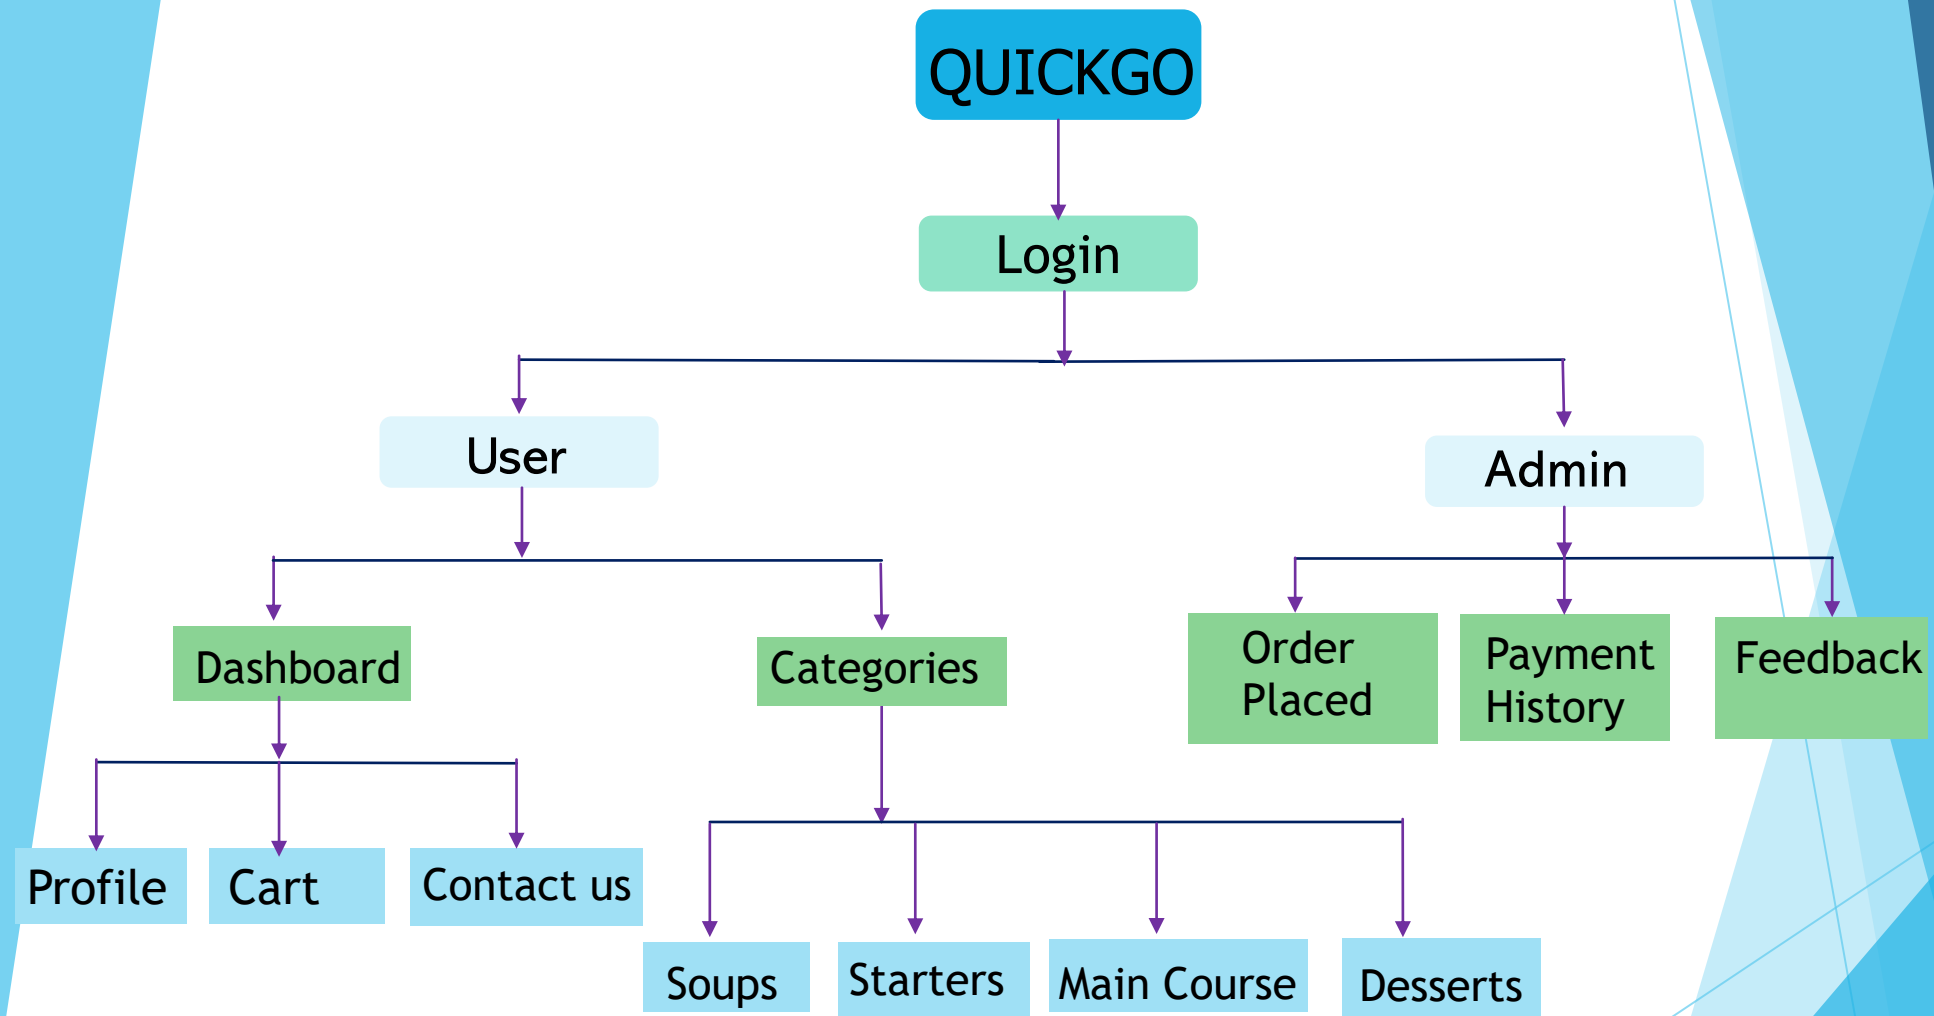 QUICKGO
Login
User
Admin
Dashboard
Categories
Order
Placed
Payment
History
Feedback
Profile
Cart
Contact us
Soups
Starters
Main Course
Desserts